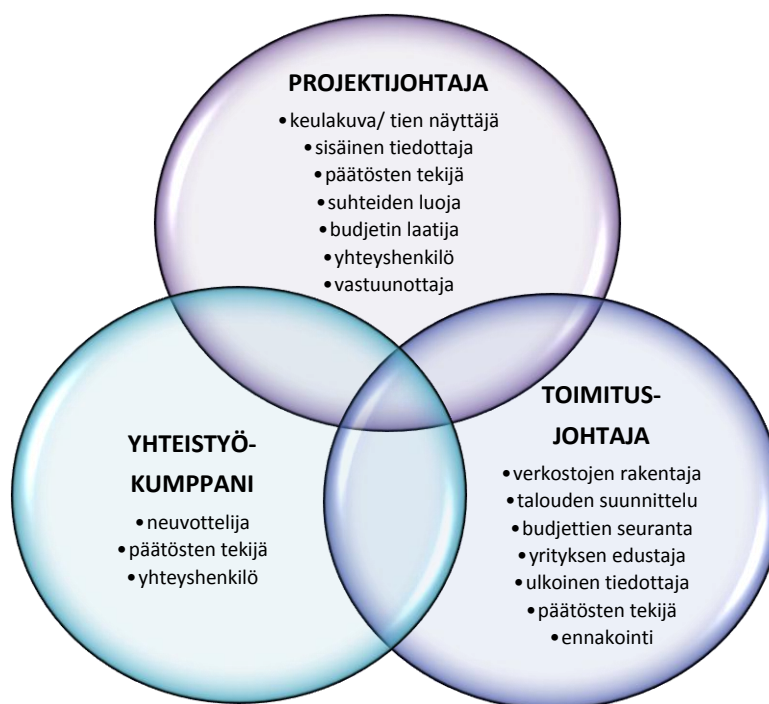 PROJEKTIJOHTAJA
•keulakuva/ tien näyttäjä
•sisäinen tiedottaja
•päätösten tekijä
•suhteiden luoja
•budjetin laatija
•yhteyshenkilö
•vastuunottaja
YHTEISTYÖ-
KUMPPANI
•neuvottelija
•päätösten tekijä
•yhteyshenkilö
TOIMITUS-
JOHTAJA
•verkostojen rakentaja
•talouden suunnittelu
•budjettien seuranta
•yrityksen edustaja
•ulkoinen tiedottaja
•päätösten tekijä
•ennakointi